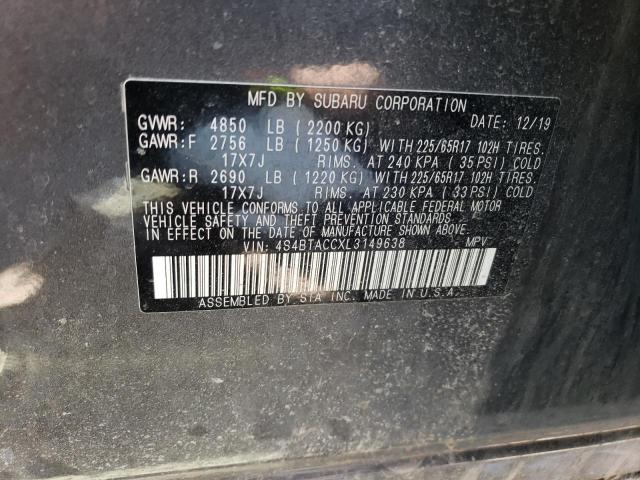 MFD BY SUBARU CORPORATION
GVWR: 4850 LB (2200 KG) DATE: 12/19
GAWR:F 2756 LB (1250 KG) WITH 225/65R17 102H TIRES.
17X7J RIMS. AT 240 KPA (35 PSI) COLD
GAWR:R 2690 LB (1220 KG) WITH 225/65R17 102H TIRES.
17X7J RIMS. AT 230 KPA (33 PSI) COLD
THIS VEHICLE CONFORMS TO ALL APPLICABLE FEDERAL MOTOR
VEHICLE SAFETY AND THEFT PREVENTION STANDARDS
IN EFFECT ON THE DATE OF MANUFACTURE SHOWN ABOVE.
VIN: 4S4BTACCXL3149638 MPV
ASSEMBLED BY SIA INC. MADE IN U.S.A.